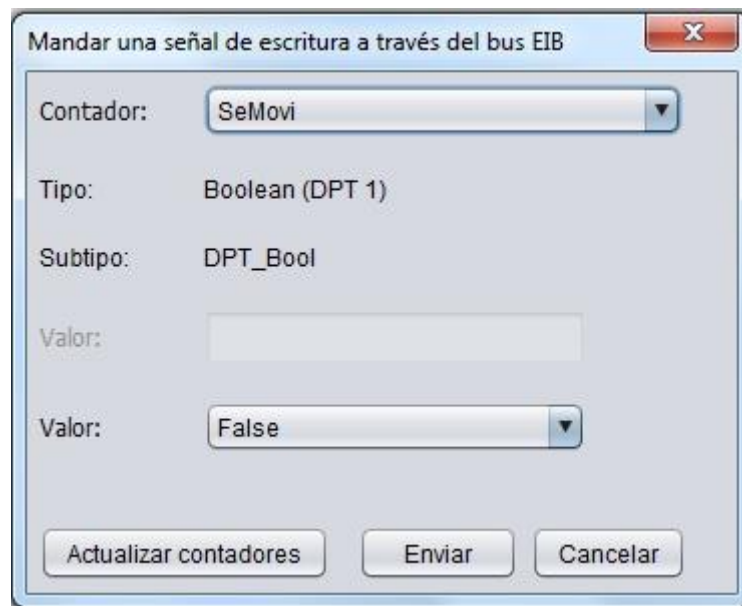 Mandar una señal de escritura a través del bus EIB
Contador: SeMovi
Tipo: Boolean (DPT 1)
Subtipo: DPT_Bool
Valor:
Valor: False
Actualizar contadores Enviar Cancelar